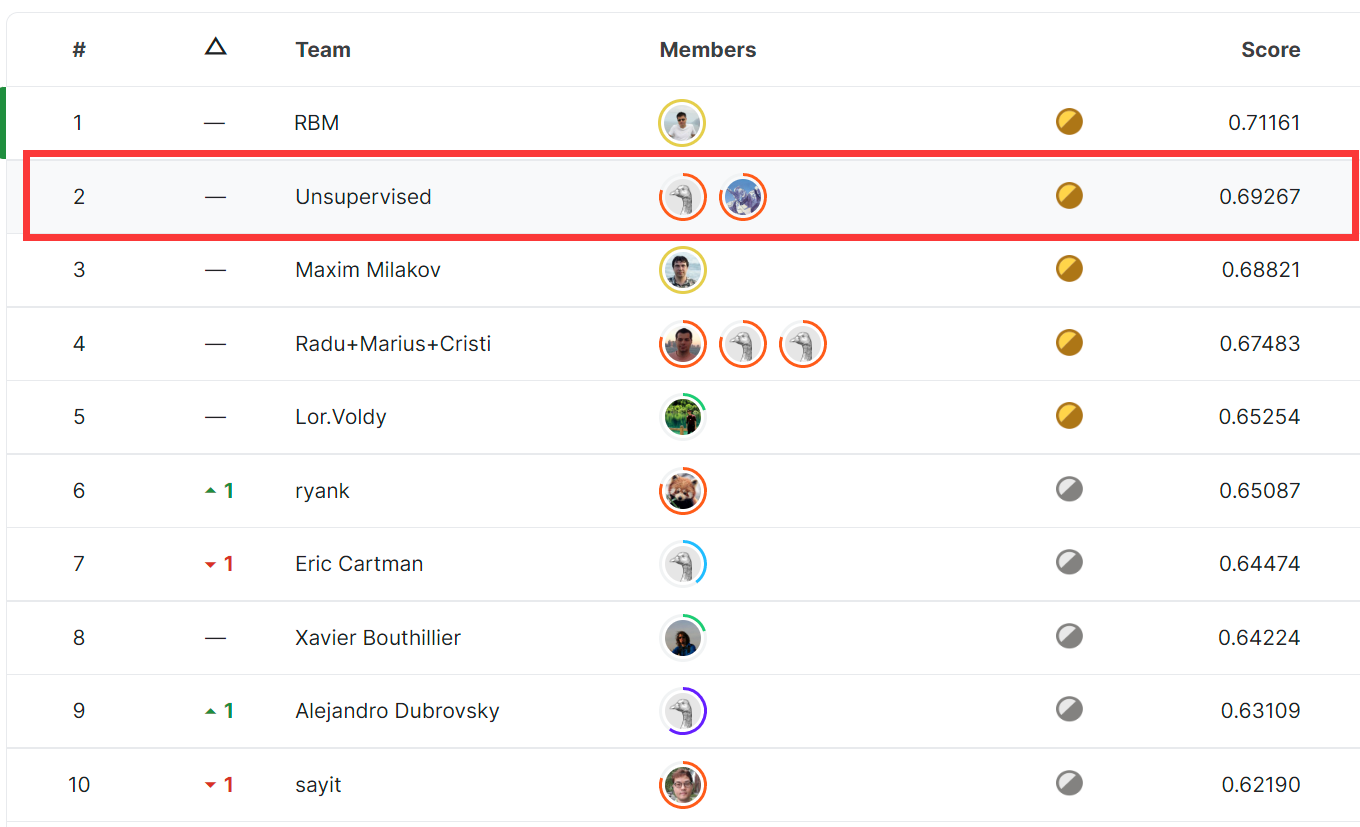 # △ Team Members Score
1 — RBM 0.71161
2 — Unsupervised 0.69267
3 — Maxim Milakov 0.68821
4 — Radu+Marius+Cristi 0.67483
5 — Lor.Voldy 0.65254
6 ▲ 1 ryank 0.65087
7 ▼ 1 Eric Cartman 0.64474
8 — Xavier Bouthillier 0.64224
9 ▲ 1 Alejandro Dubrovsky 0.63109
10 ▼ 1 sayit 0.62190